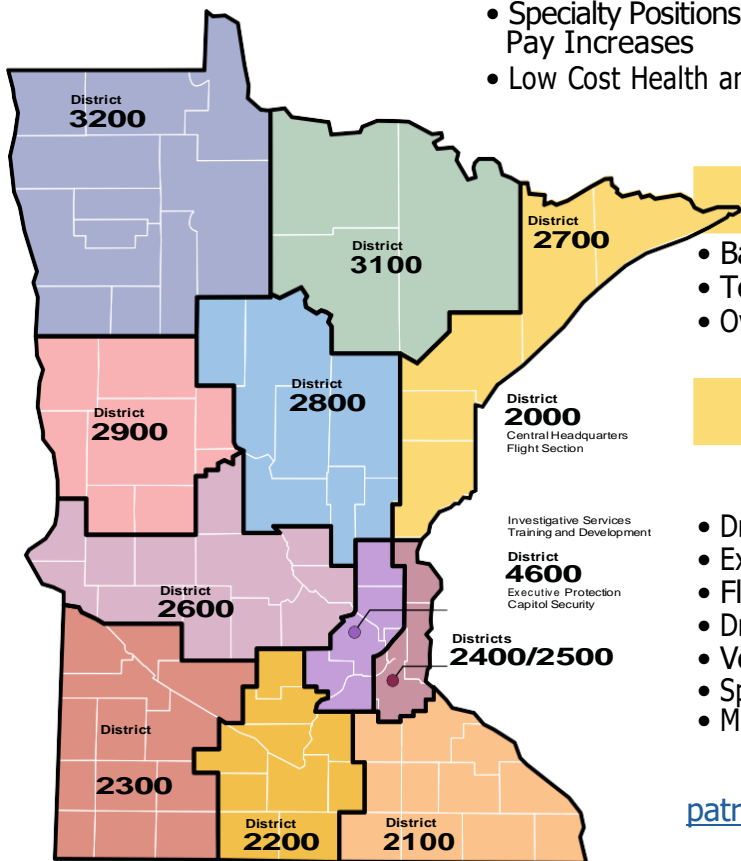 • Specialty Positions
Pay Increases
• Low Cost Health
District
3200
District
3100
District
2700
District
2800
District
2900
District
2000
Central Headquarters
Flight Section
Investigative Services
Training and Development
District
4600
Executive Protection
Capitol Security
District
2600
Districts
2400/2500
District
2300
District
2200
District
2100